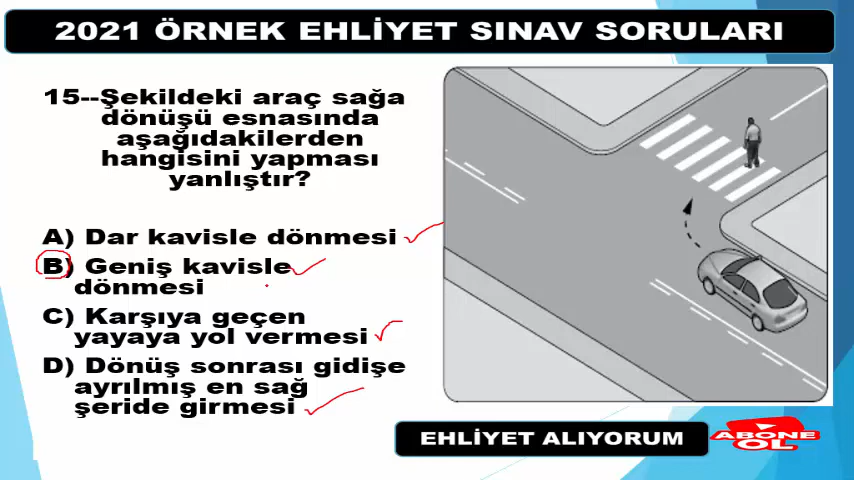 2021 ÖRNEK EHLİYET SINAV SORULARI
15--Şekildeki araç sağa
dönüşü esnasında
aşağıdakilerden
hangisini yapması
yanlıştır?
A) Dar kavisle dönmesi
B) Geniş kavisle
dönmesi
C) Karşıya geçen
yayaya yol vermesi
D) Dönüş sonrası gidişe
ayrılmış en sağ
şeride girmesi
EHLİYET ALIYORUM
ABONE
OL